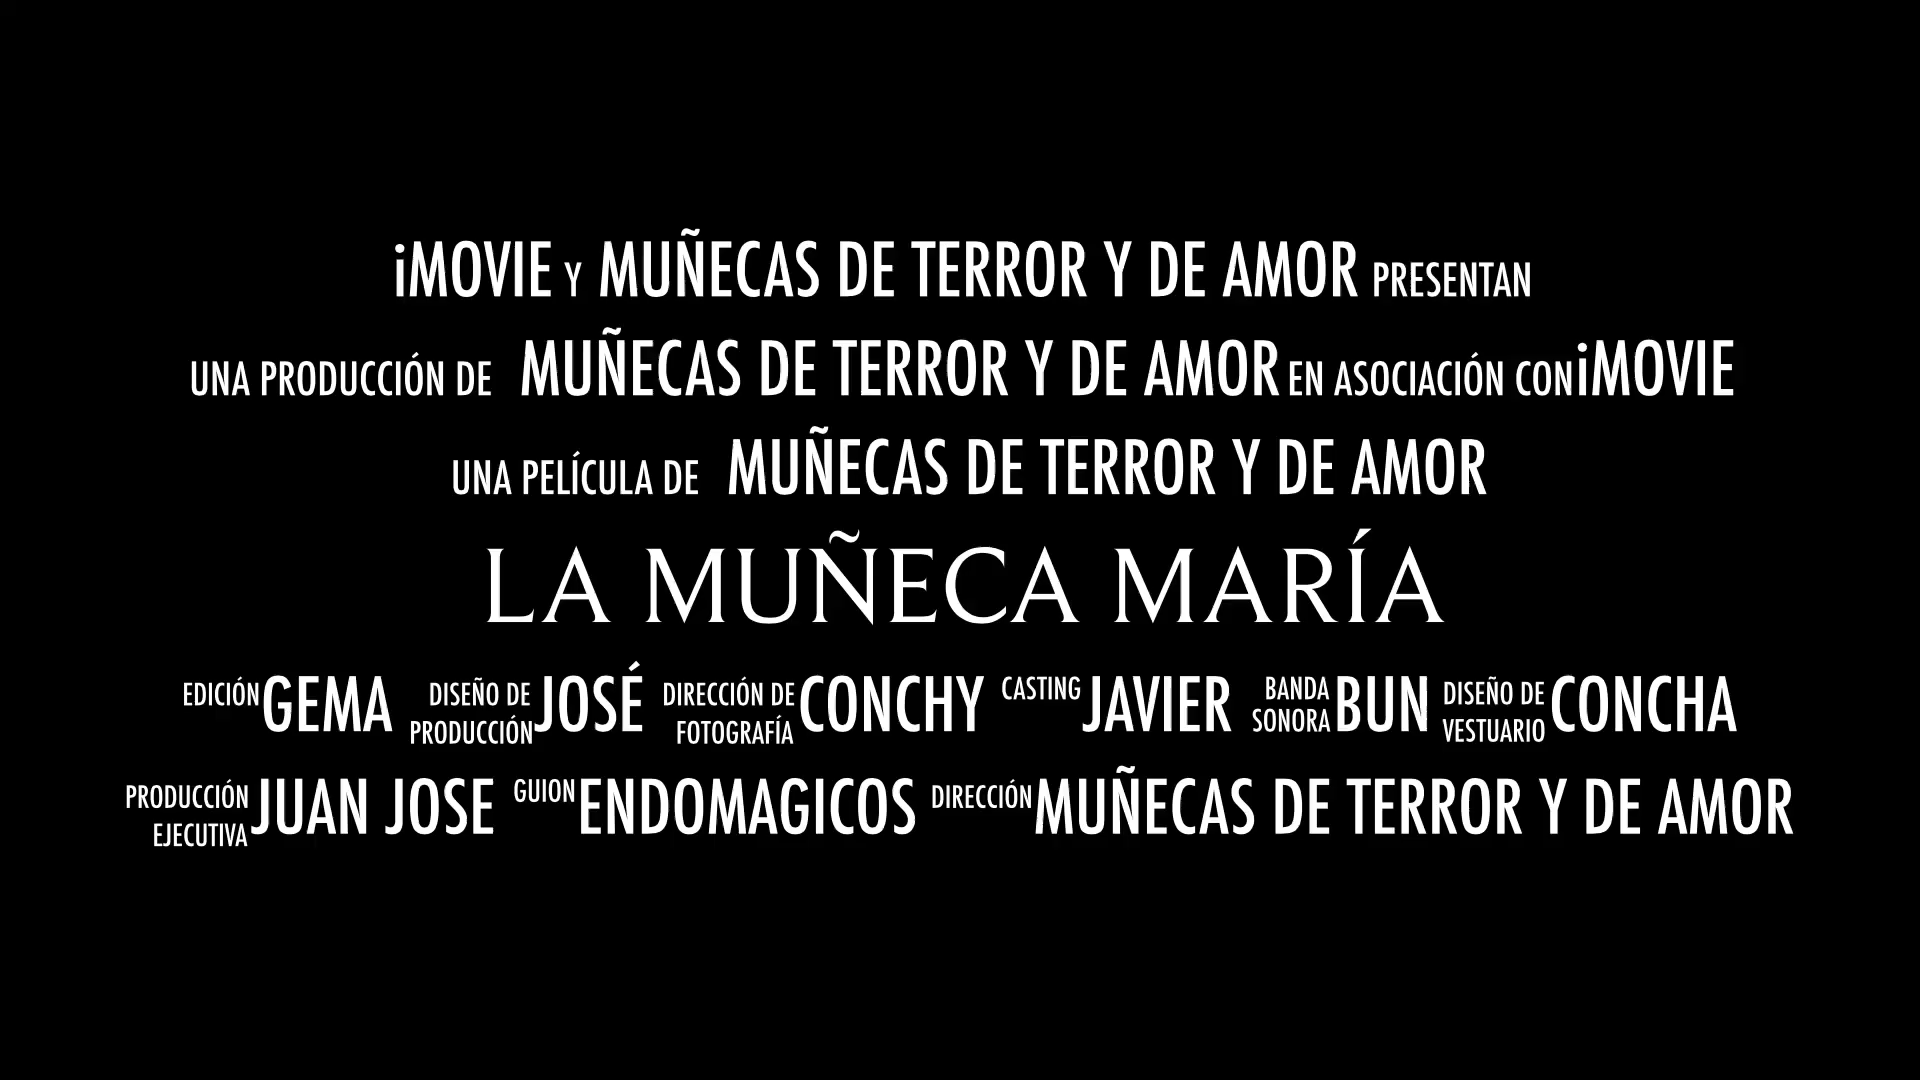 iMOVIE Y MUÑECAS DE TERROR Y DE AMOR PRESENTAN
UNA PRODUCCIÓN DE MUÑECAS DE TERROR Y DE AMOR EN ASOCIACIÓN CON iMOVIE
UNA PELÍCULA DE MUÑECAS DE TERROR Y DE AMOR
LA MUÑECA MARÍA
EDICIÓN GEMA DISEÑO DE PRODUCCIÓN JOSÉ DIRECCIÓN DE FOTOGRAFÍA CONCHY CASTING JAVIER BANDA SONORA BUN DISEÑO DE VESTUARIO CONCHA
PRODUCCIÓN EJECUTIVA JUAN JOSE GUION ENDOMAGICOS DIRECCIÓN MUÑECAS DE TERROR Y DE AMOR